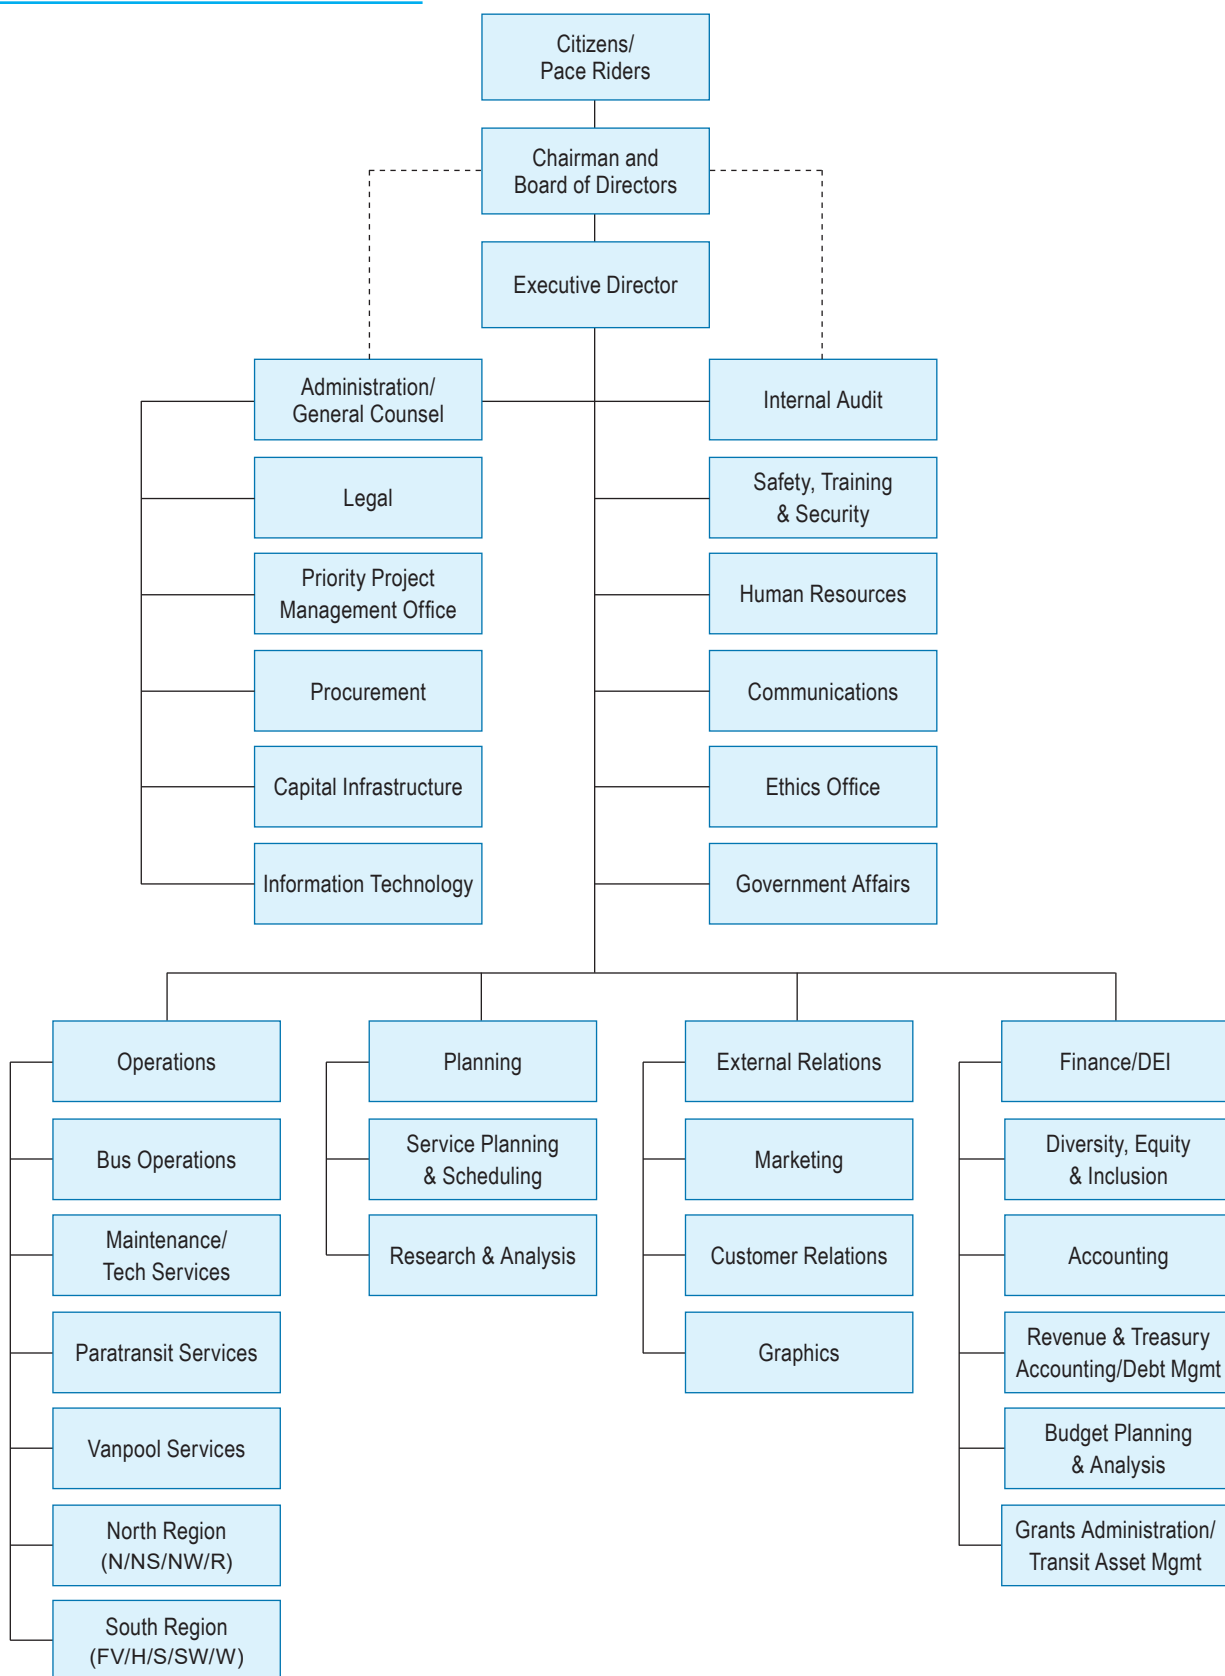 Citizens/
Pace Riders
Chairman and
Board of Directors
Executive Director
Administration/
General Counsel
Legal
Priority Project
Management Office
Procurement
Capital Infrastructure
Information Technology
Internal Audit
Safety, Training
& Security
Human Resources
Communications
Ethics Office
Government Affairs
Operations
Bus Operations
Maintenance/
Tech Services
Paratransit Services
Vanpool Services
North Region
(N/NS/NW/R)
South Region
(FV/H/S/SW/W)
Planning
Service Planning
& Scheduling
Research & Analysis
External Relations
Marketing
Customer Relations
Graphics
Finance/DEI
Diversity, Equity
& Inclusion
Accounting
Revenue & Treasury
Accounting/Debt Mgmt
Budget Planning
& Analysis
Grants Administration/
Transit Asset Mgmt